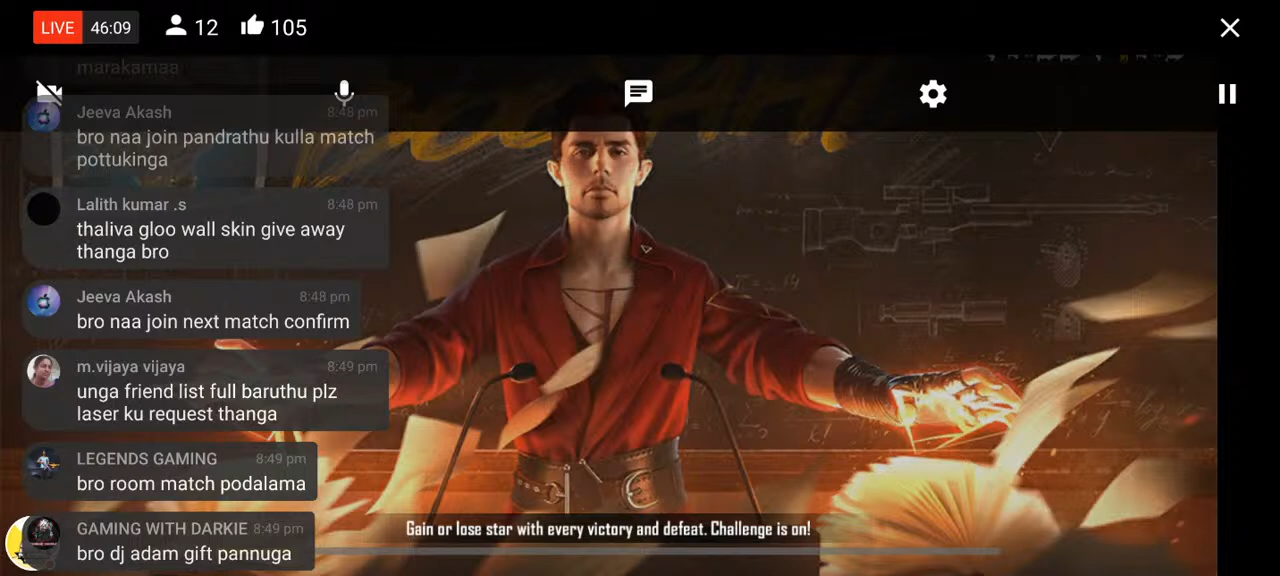 LIVE 46:09 12 105
marakamaa
Jeeva Akash 8:48 pm
bro naa join pandrathu kulla match
pottukinga
Lalith kumar .s 8:48 pm
thaliva gloo wall skin give away
thanga bro
Jeeva Akash 8:48 pm
bro naa join next match confirm
m.vijaya vijaya 8:49 pm
unga friend list full baruthu plz
laser ku request thanga
LEGENDS GAMING 8:49 pm
bro room match podalama
GAMING WITH DARKIE 8:49 pm
bro dj adam gift pannuga
Gain or lose star with every victory and defeat. Challenge is on!